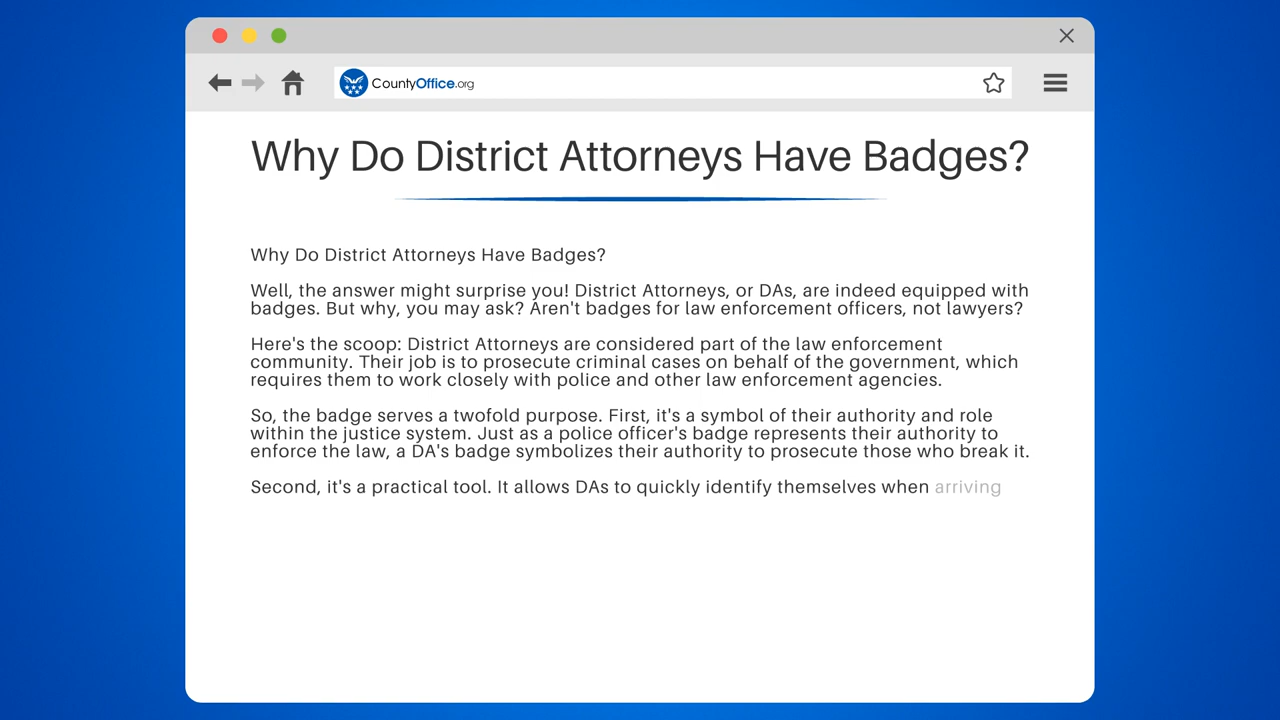 CountyOffice.org
Why Do District Attorneys Have Badges?
Why Do District Attorneys Have Badges?
Well, the answer might surprise you! District Attorneys, or DAs, are indeed equipped with
badges. But why, you may ask? Aren't badges for law enforcement officers, not lawyers?
Here's the scoop: District Attorneys are considered part of the law enforcement
community. Their job is to prosecute criminal cases on behalf of the government, which
requires them to work closely with police and other law enforcement agencies.
So, the badge serves a twofold purpose. First, it's a symbol of their authority and role
within the justice system. Just as a police officer's badge represents their authority to
enforce the law, a DA's badge symbolizes their authority to prosecute those who break it.
Second, it's a practical tool. It allows DAs to quickly identify themselves when arriving